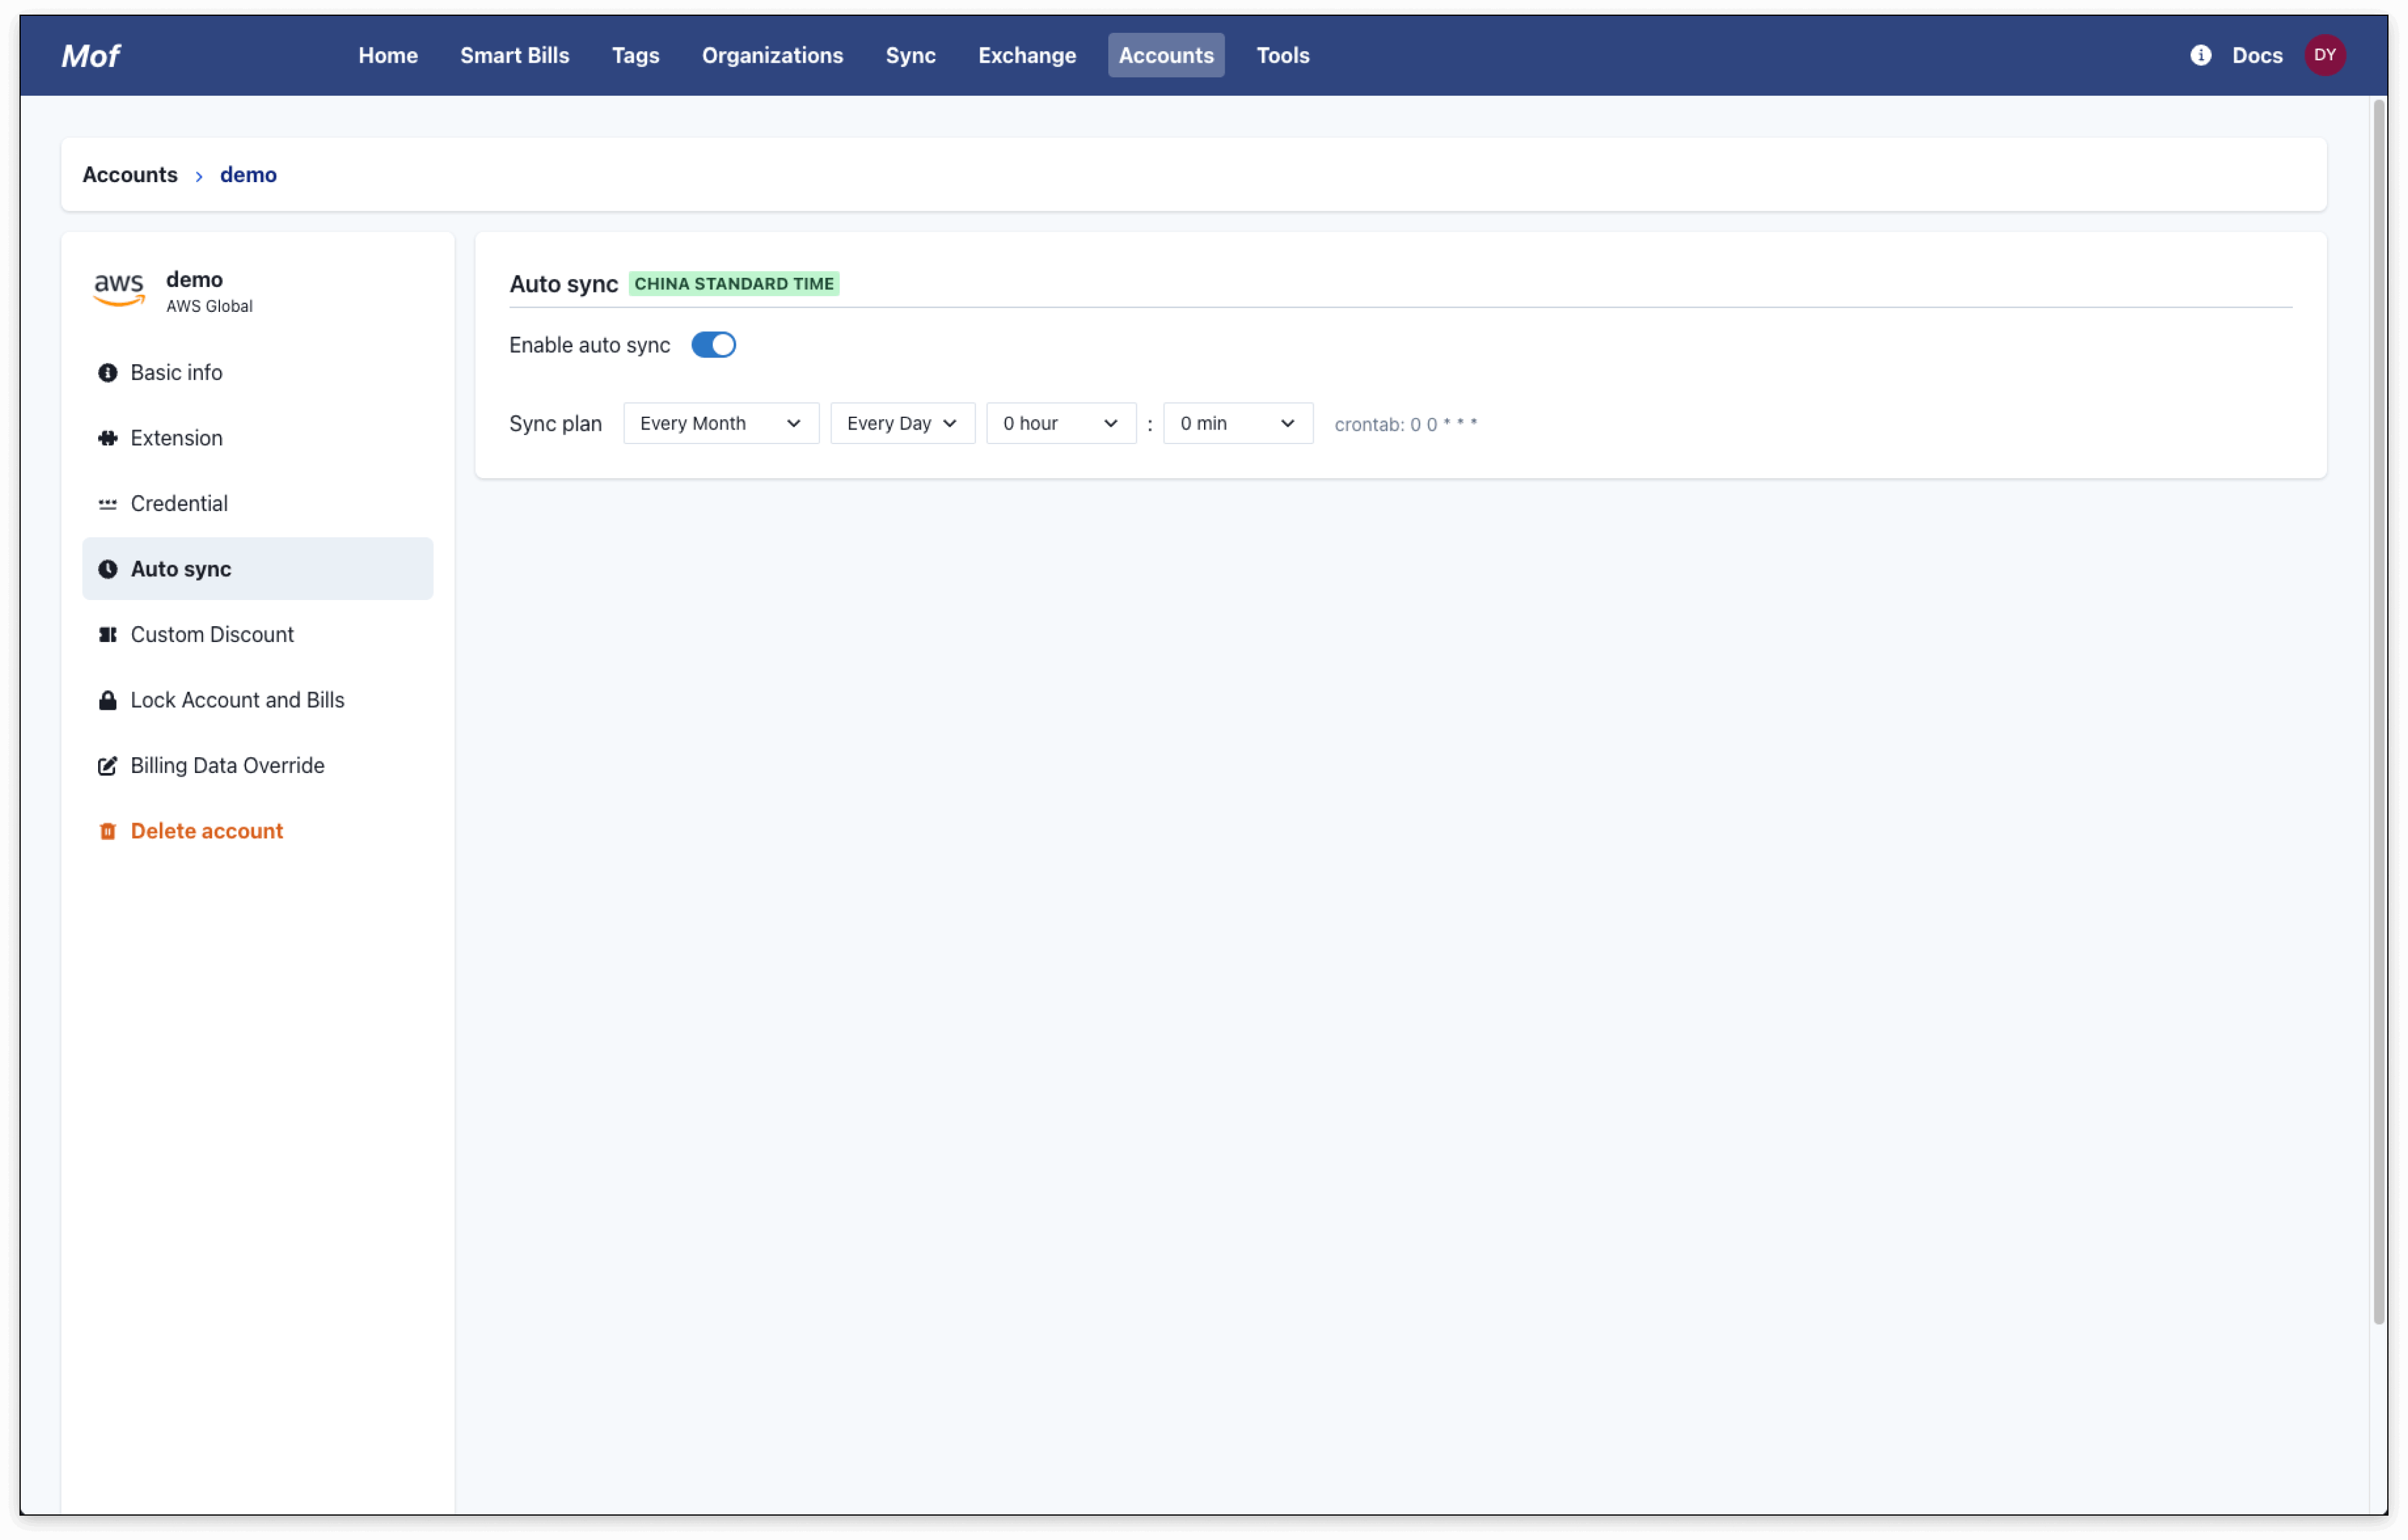 Mof Home Smart Bills Tags Organizations Sync Exchange Accounts Tools Docs DY
Accounts > demo
aws demo
AWS Global
Basic info
Extension
Credential
Auto sync
Custom Discount
Lock Account and Bills
Billing Data Override
Delete account
Auto sync CHINA STANDARD TIME
Enable auto sync
Sync plan Every Month Every Day 0 hour : 0 min crontab: 0 0 * * *